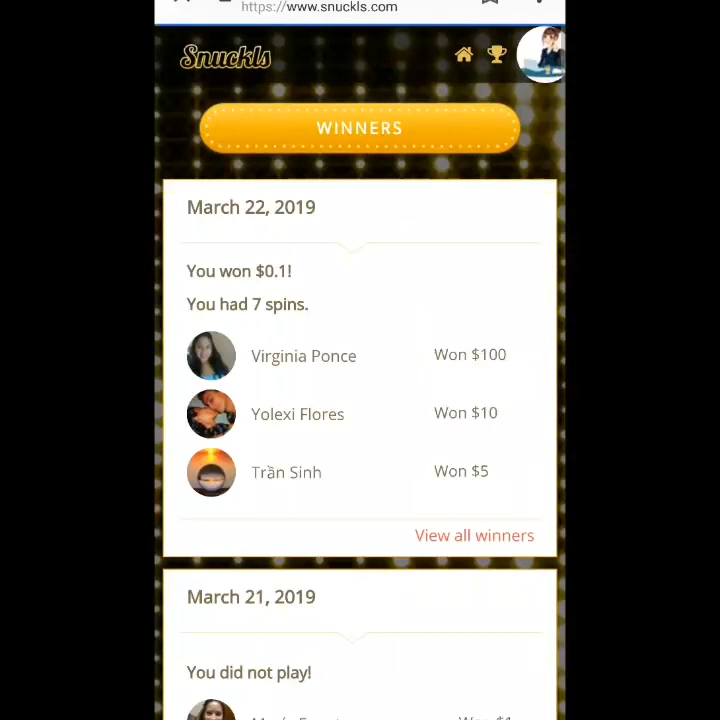 https://www.snuckls.com
Snuckls
WINNERS
March 22, 2019
You won $0.1!
You had 7 spins.
Virginia Ponce Won $100
Yolexi Flores Won $10
Trần Sinh Won $5
View all winners
March 21, 2019
You did not play!